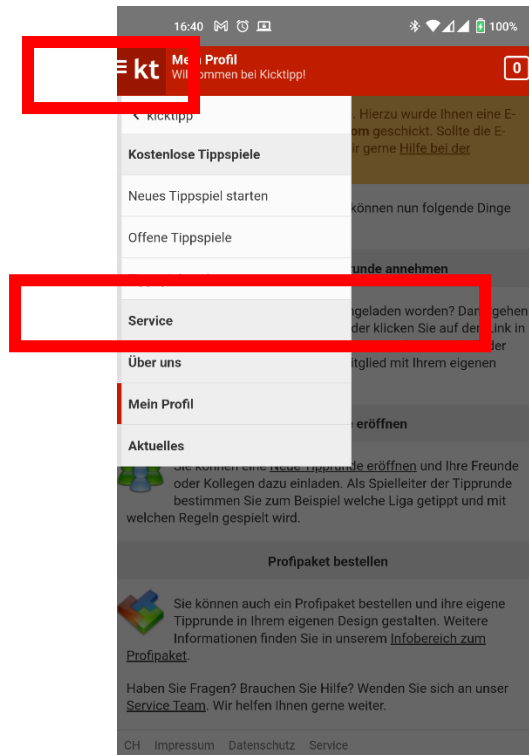 16:40
100%
kt
Mein Profil
Willkommen bei Kicktipp!
0
kicktipp
Kostenlose Tippspiele
Neues Tippspiel starten
Offene Tippspiele
Service
Über uns
Mein Profil
Aktuelles
. Hierzu wurde Ihnen eine E-
om geschickt. Sollte die E-
ir gerne Hilfe bei der
können nun folgende Dinge
unde annehmen
ngeladen worden? Dann gehen
der klicken Sie auf den Link in
der
itglied mit Ihrem eigenen
eröffnen
Sie können eine Neue Tipprunde eröffnen und Ihre Freunde
oder Kollegen dazu einladen. Als Spielleiter der Tipprunde
bestimmen Sie zum Beispiel welche Liga getippt und mit
welchen Regeln gespielt wird.
Profipaket bestellen
Sie können auch ein Profipaket bestellen und ihre eigene
Tipprunde in Ihrem eigenen Design gestalten. Weitere
Informationen finden Sie in unserem Infobereich zum
Profipaket.
Haben Sie Fragen? Brauchen Sie Hilfe? Wenden Sie sich an unser
Service Team. Wir helfen Ihnen gerne weiter.
CH Impressum Datenschutz Service